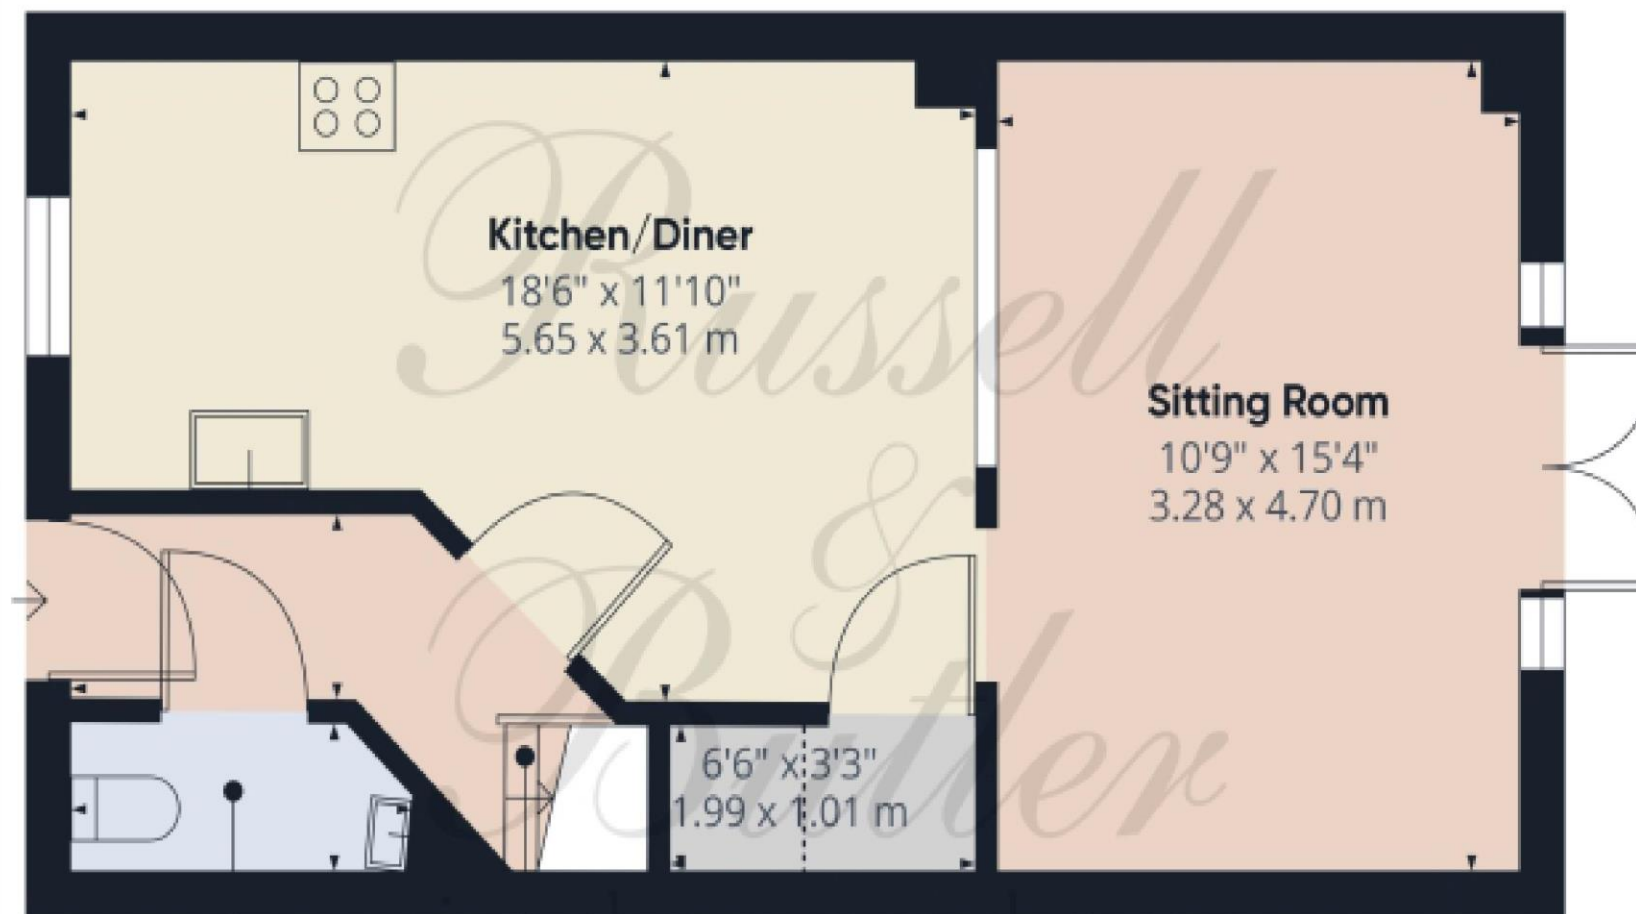 Kitchen/Diner
18'6" x 11'10"
5.65 x 3.61 m
Sitting Room
10'9" x 15'4"
3.28 x 4.70 m
6'6" x 3'3"
1.99 x 1.01 m
Russell
&
Butler